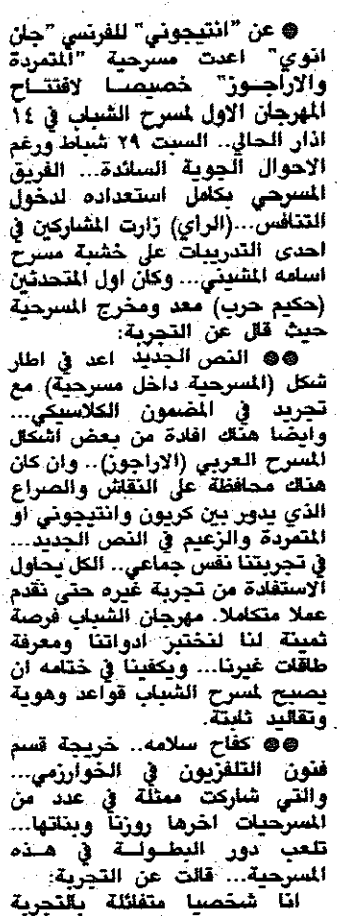 ● عن "انتيجوني" للفرنسي "جان
انوي" اعدت مسرحية "المتمردة
والاراجوز" خصيصا لافتتاح
المهرجان الاول لمسرح الشباب في ١٤
اذار الحالي.. السبت ٢٩ شباط ورغم
الاحوال الجوية السائدة... الفريق
المسرحي بكامل استعداده لدخول
التنافس...(الرأي) زارت المشاركين في
احدى التدريبات على خشبة مسرح
اسامه المشيني... وكان اول المتحدثين
(حكيم حرب) معد ومخرج المسرحية
حيث قال عن التجربة:
●● النص الجديد اعد في اطار
شكل (المسرحية داخل مسرحية) مع
تجريد في المضمون الكلاسيكي...
وايضا هناك افادة من بعض اشكال
المسرح العربي (الاراجوز).. وان كان
هناك محافظة على النقاش والصراع
الذي يدور بين كريون وانتيجوني او
المتمردة والزعيم في النص الجديد...
في تجربتنا نفس جماعي.. الكل يحاول
الاستفادة من تجربة غيره حتى نقدم
عملا متكاملا. مهرجان الشباب فرصة
ثمينة لنا لنختبر ادواتنا ومعرفة
طاقات غيرنا... ويكفينا في ختامه ان
يصبح لمسرح الشباب قواعد وهوية
وتقاليد ثابتة.
●● كفاح سلامه.. خريجة قسم
فنون التلفزيون في الخوارزمي...
والتي شاركت ممثلة في عدد من
المسرحيات اخرها روزنا وبناتها...
تلعب دور البطولة في هذه
المسرحية... قالت عن التجربة:
انا شخصيا متفائلة بالتجربة